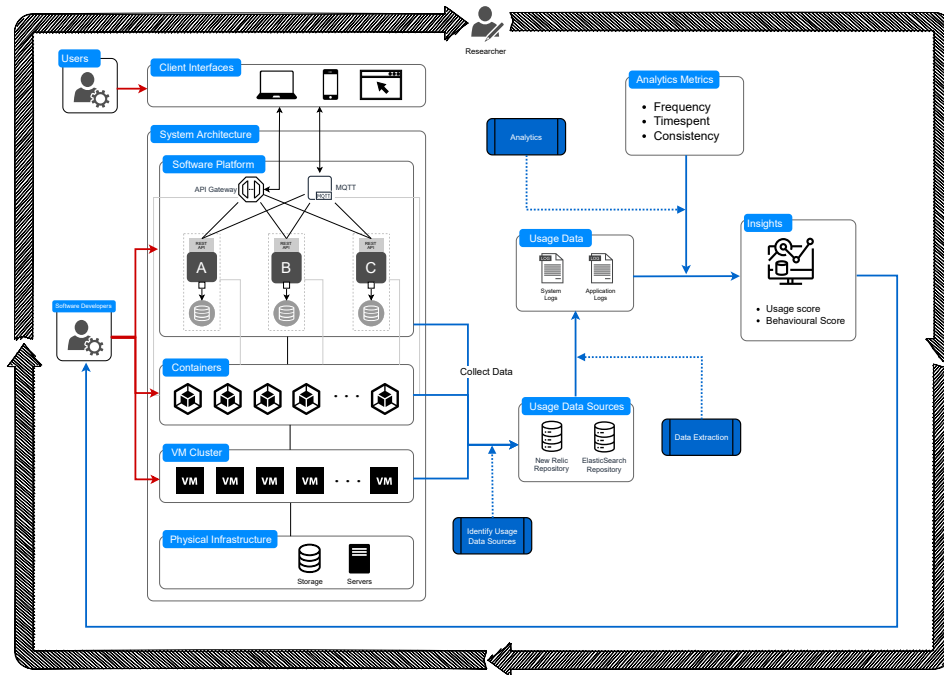 Researcher
Users
Client Interfaces
System Architecture
Software Platform
API Gateway
MQTT
MQTT
REST
API
REST
API
REST
API
A
B
C
Software Developers
Containers
. . .
VM Cluster
VM
VM
VM
VM
. . .
VM
Physical Infrastructure
Storage
Servers
Collect Data
Analytics
Analytics Metrics
• Frequency
• Timespent
• Consistency
Usage Data
LOGS
System
Logs
LOGS
Application
Logs
Insights
• Usage score
• Behavioural Score
Usage Data Sources
New Relic
Repository
ElasticSearch
Repository
Data Extraction
Identify Usage
Data Sources